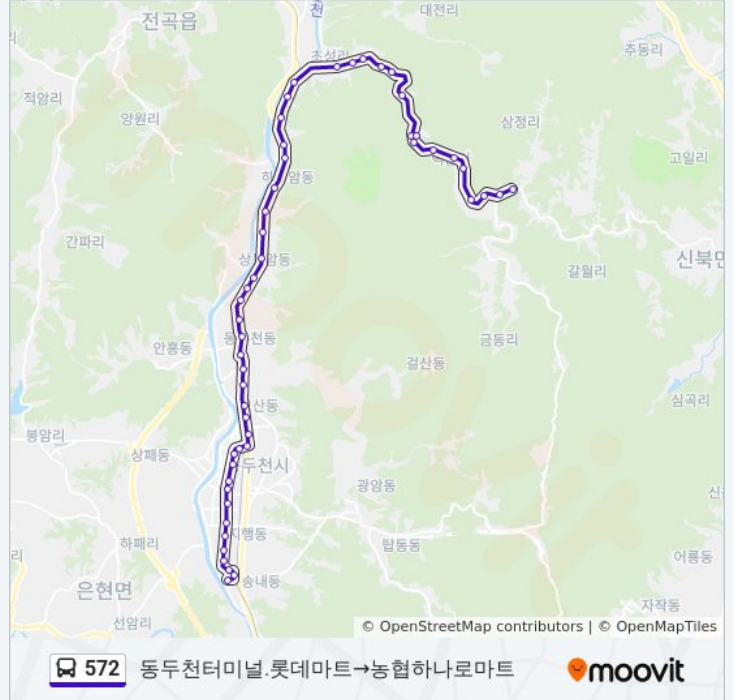 전곡읍
천
대전리
초성리
추동리
적암리
양원리
삼정리
고일리
암동
간파리
신북면
갈월리
안흥동
금동리
걸산동
산동
심곡리
봉암리
상패동
두천시
광암동
지행동
탑동동
하패리
리
어룡동
은현면
송내동
자작동
선암리
© OpenStreetMap contributors | © OpenMapTiles
572 동두천터미널.롯데마트→농협하나로마트
moovit